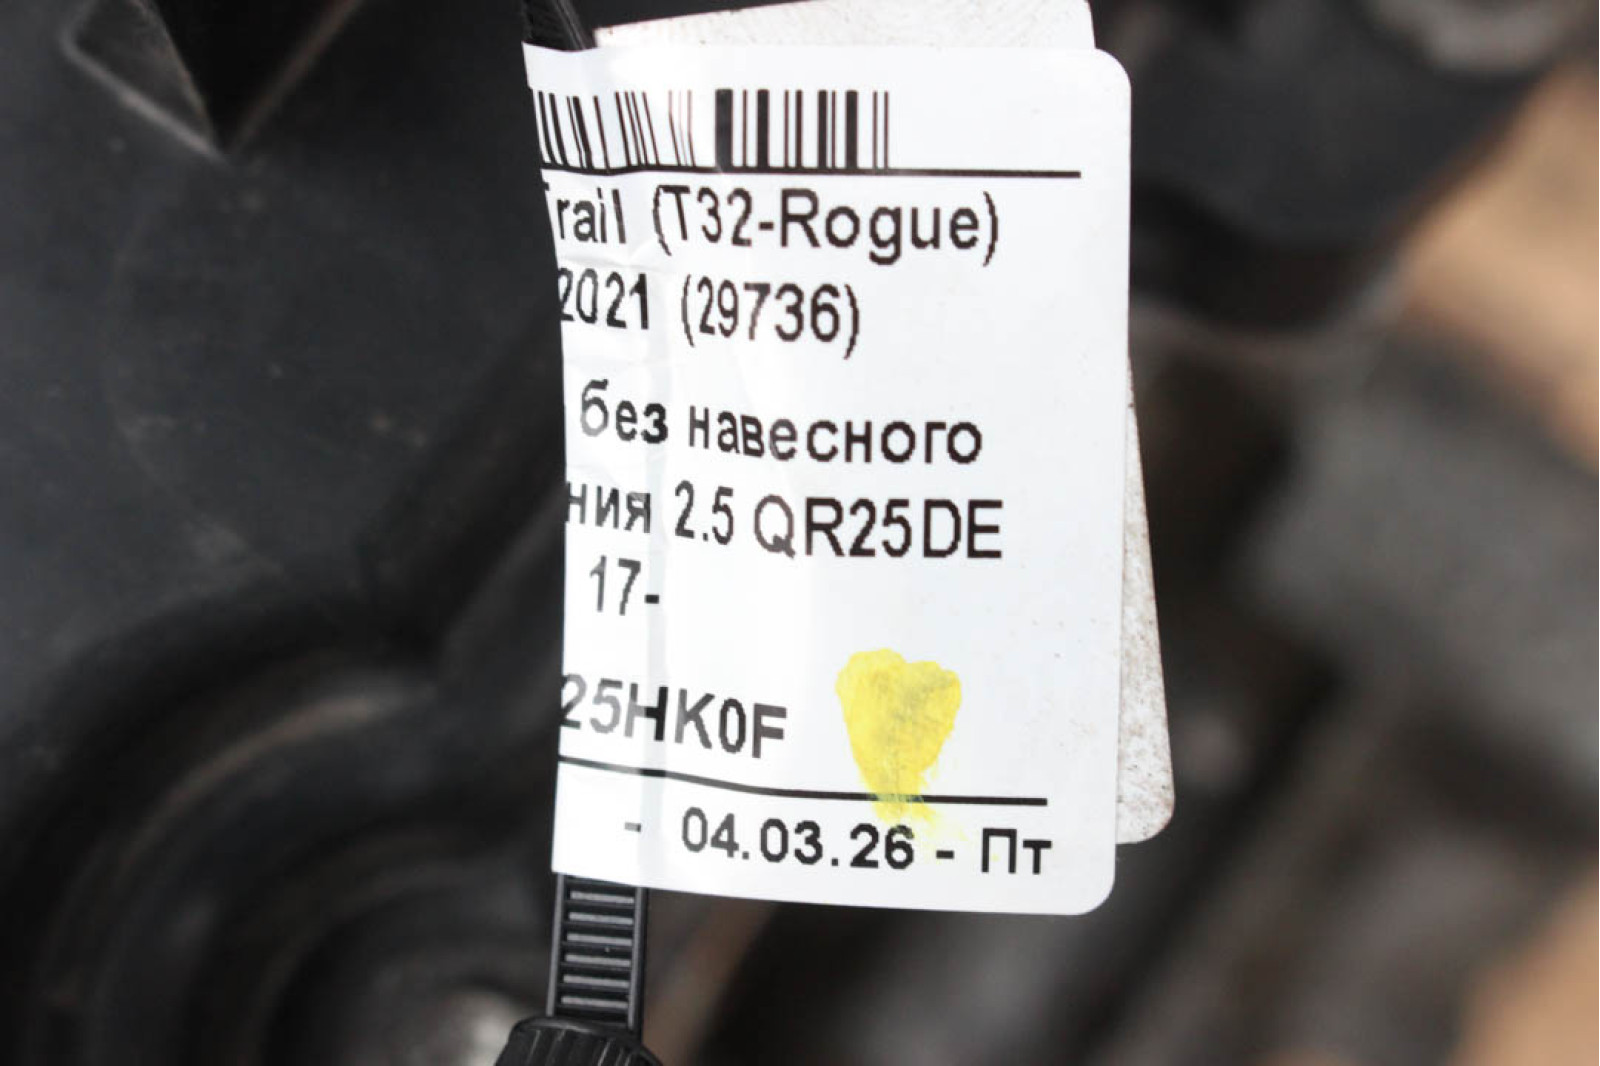 Trail (T32-Rogue)
2021 (29736)
без навесного
ния 2.5 QR25DE
17-
25HK0F
- 04.03.26 - Пт